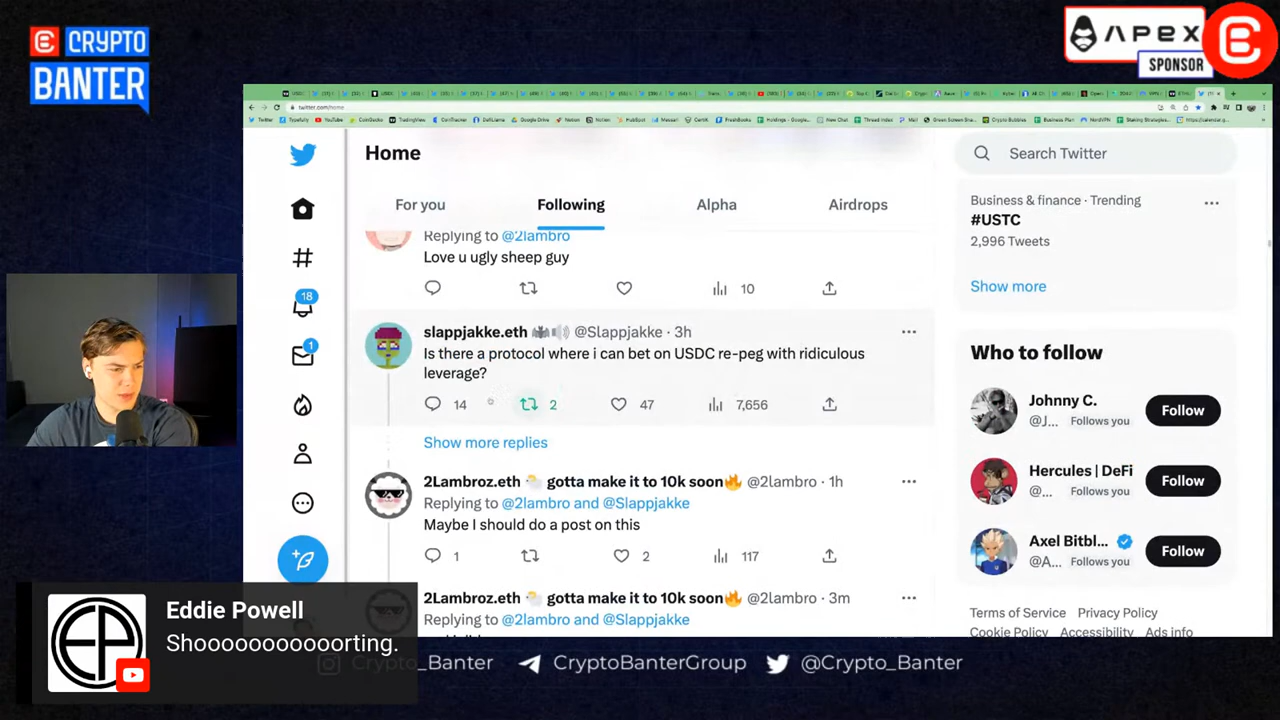 CRYPTO
BANTER
APEX
SPONSOR
twitter.com/home
Home
For you
Following
Alpha
Airdrops
Replying to @2lambro
Love u ugly sheep guy
10
slappjakke.eth @Slappjakke · 3h
Is there a protocol where i can bet on USDC re-peg with ridiculous
leverage?
14
2
47
7,656
Show more replies
2Lambroz.eth gotta make it to 10k soon @2lambro · 1h
Replying to @2lambro and @Slappjakke
Maybe I should do a post on this
1
2
117
2Lambroz.eth gotta make it to 10k soon @2lambro · 3m
Replying to @2lambro and @Slappjakke
18
1
Search Twitter
Business & finance · Trending
#USTC
2,996 Tweets
Show more
Who to follow
Johnny C.
@J... Follows you
Follow
Hercules | DeFi
@... Follows you
Follow
Axel Bitbl...
@A... Follows you
Follow
Terms of Service Privacy Policy
Cookie Policy Accessibility Ads info
EP
Eddie Powell
Shooooooooooorting.
Crypto_Banter
CryptoBanterGroup
@Crypto_Banter